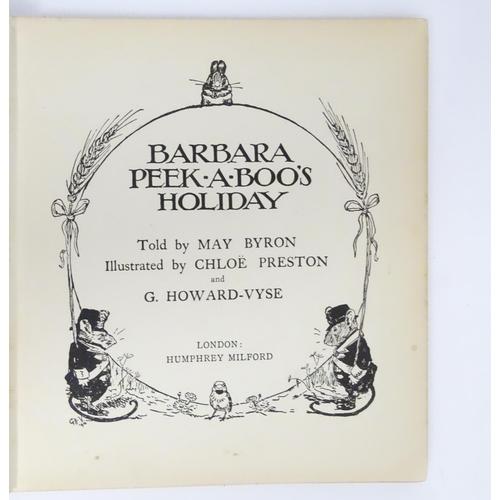 BARBARA
PEEK·A·BOO'S
HOLIDAY
Told by MAY BYRON
Illustrated by CHLOË PRESTON
and
G. HOWARD-VYSE
LONDON:
HUMPHREY MILFORD